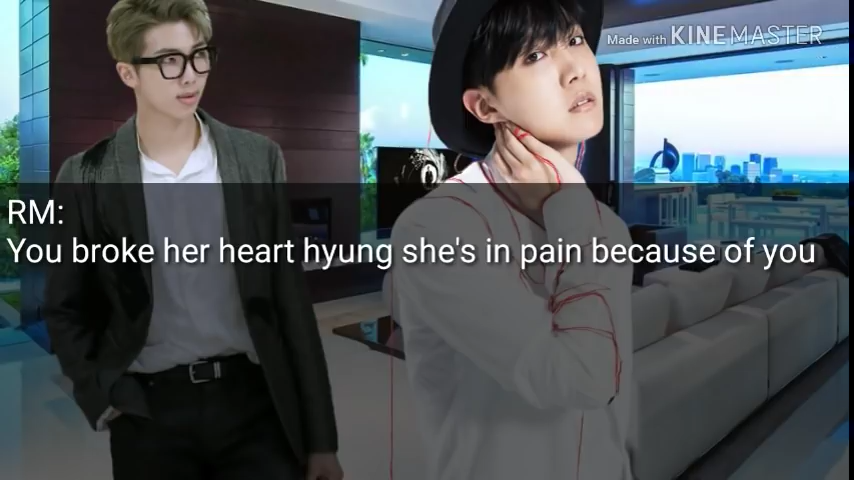 Made with KINEMASTER
RM:
You broke her heart hyung she's in pain because of you